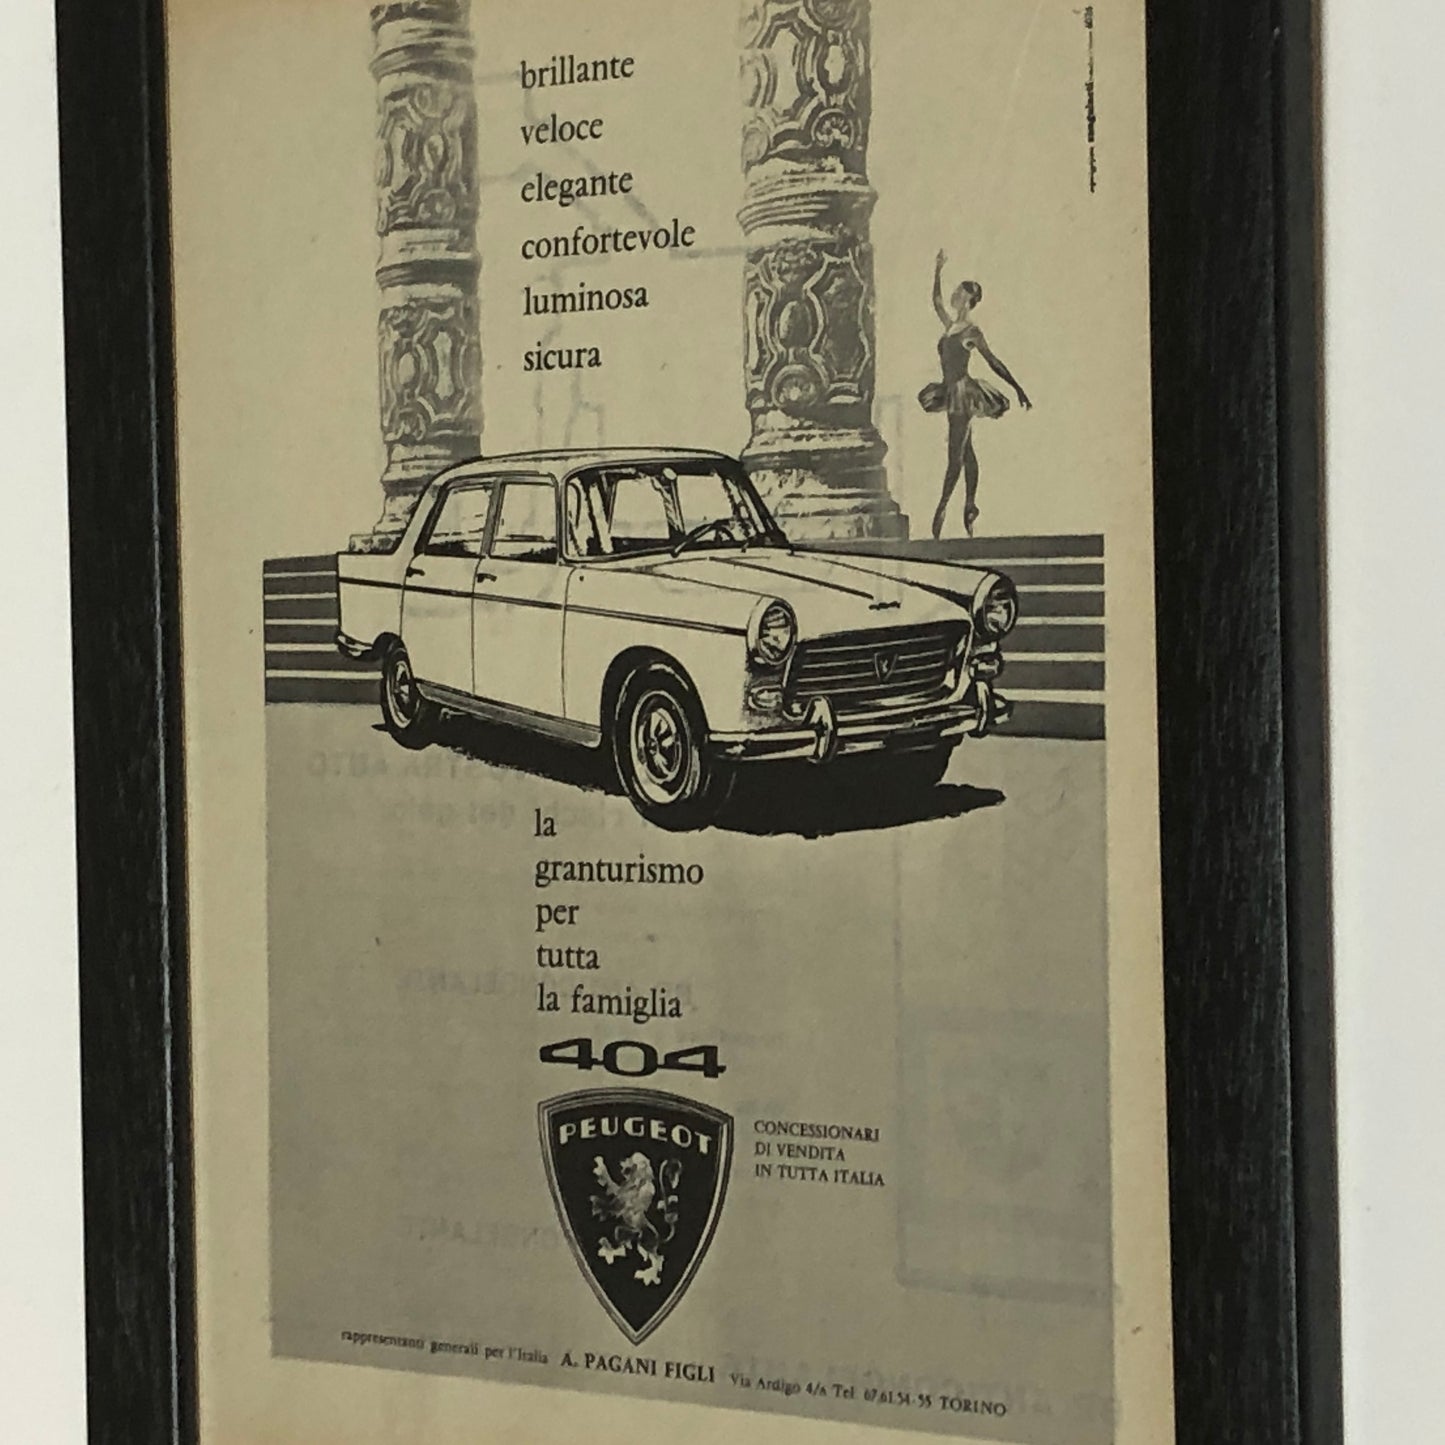 brillante
veloce
elegante
confortevole
luminosa
sicura
la
granturismo
per
tutta
la famiglia
404
PEUGEOT
CONCESSIONARI
DI VENDITA
IN TUTTA ITALIA
rappresentanti generali per l'Italia A. PAGANI FIGLI Via Ardigo 4/A Tel 67.61.54-55 TORINO